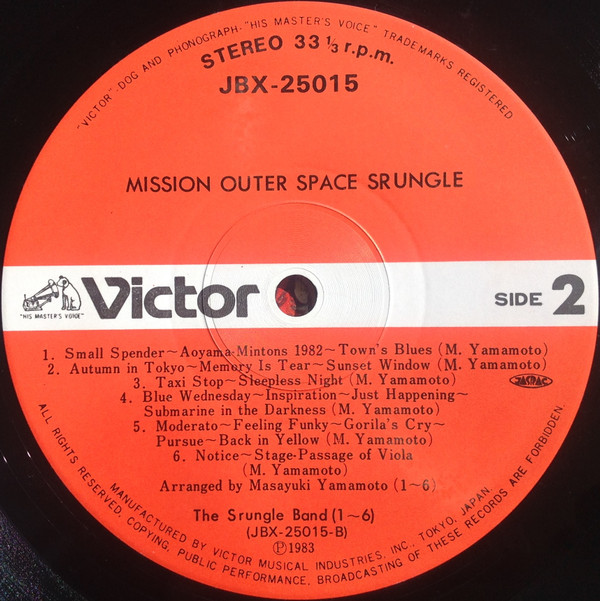 "VICTOR"-DOG AND PHONOGRAPH-"HIS MASTER'S VOICE" TRADEMARKS REGISTERED
STEREO 33 1/3 r.p.m.
JBX-25015
MISSION OUTER SPACE SRUNGLE
"HIS MASTER'S VOICE"
Victor
SIDE 2
1. Small Spender~Aoyama-Mintons 1982~Town's Blues (M. Yamamoto)
2. Autumn in Tokyo~Memory Is Tear~Sunset Window (M. Yamamoto)
3. Taxi Stop~Sleepless Night (M. Yamamoto)
JASRAC
4. Blue Wednesday~Inspiration~Just Happening~
Submarine in the Darkness (M. Yamamoto)
5. Moderato~Feeling Funky~Gorila's Cry~
Pursue~Back in Yellow (M. Yamamoto)
6. Notice~Stage-Passage of Viola
(M. Yamamoto)
Arranged by Masayuki Yamamoto (1~6)
The Srungle Band (1~6)
(JBX-25015-B)
Ⓟ1983
MANUFACTURED BY VICTOR MUSICAL INDUSTRIES, INC., TOKYO, JAPAN.
ALL RIGHTS RESERVED. COPYING, PUBLIC PERFORMANCE, BROADCASTING OF THESE RECORDS ARE FORBIDDEN.